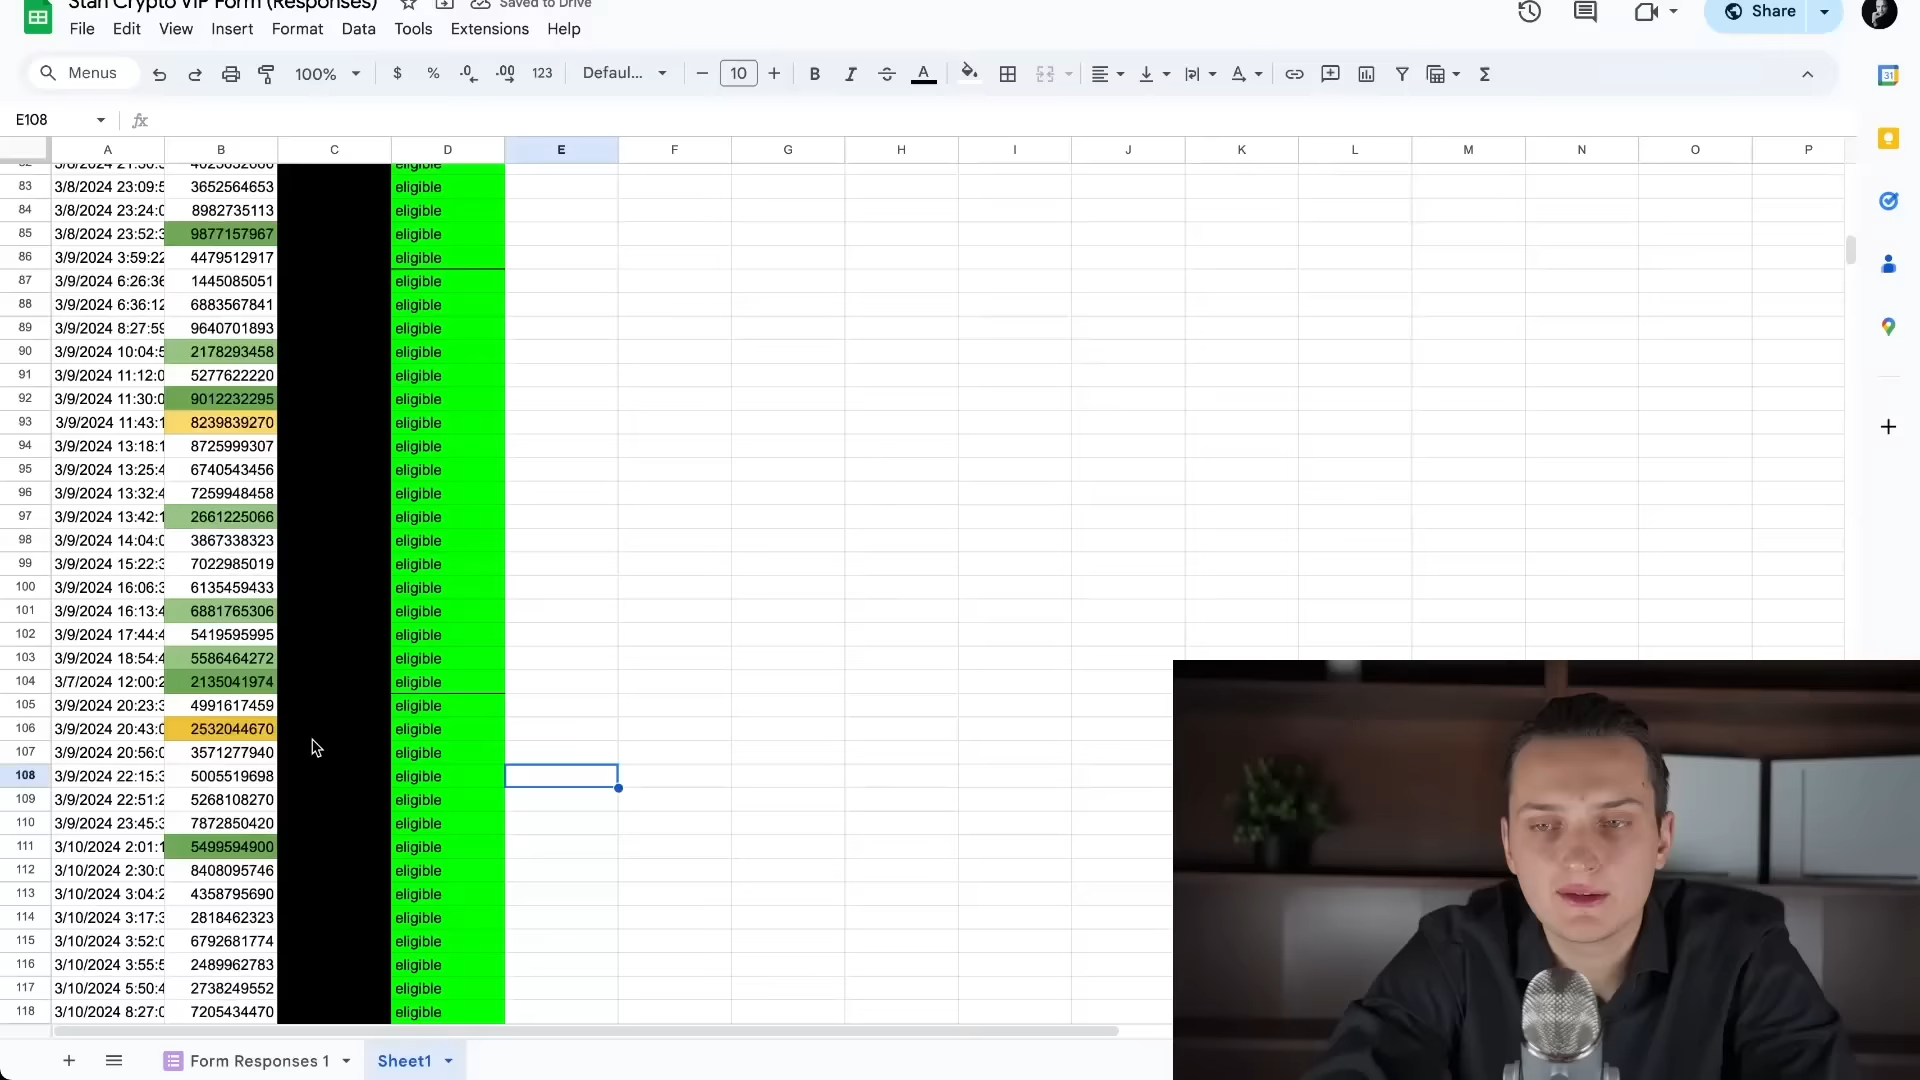 Stan Crypto VIP Form (Responses)
Saved to Drive
File Edit View Insert Format Data Tools Extensions Help
Share
Menus 100% $ % .0 .00 123 Defaul... 10 B I A
E108
A B C D E F G H I J K L M N O P
eligible
83 3/8/2024 23:09:5 3652564653 eligible
84 3/8/2024 23:24:0 8982735113 eligible
85 3/8/2024 23:52:3 9877157967 eligible
86 3/9/2024 3:59:22 4479512917 eligible
87 3/9/2024 6:26:36 1445085051 eligible
88 3/9/2024 6:36:12 6883567841 eligible
89 3/9/2024 8:27:59 9640701893 eligible
90 3/9/2024 10:04:5 2178293458 eligible
91 3/9/2024 11:12:0 5277622220 eligible
92 3/9/2024 11:30:0 9012232295 eligible
93 3/9/2024 11:43:1 8239839270 eligible
94 3/9/2024 13:18:1 8725999307 eligible
95 3/9/2024 13:25:4 6740543456 eligible
96 3/9/2024 13:32:4 7259948458 eligible
97 3/9/2024 13:42:1 2661225066 eligible
98 3/9/2024 14:04:0 3867338323 eligible
99 3/9/2024 15:22:3 7022985019 eligible
100 3/9/2024 16:06:3 6135459433 eligible
101 3/9/2024 16:13:4 6881765306 eligible
102 3/9/2024 17:44:4 5419595995 eligible
103 3/9/2024 18:54:4 5586464272 eligible
104 3/7/2024 12:00:2 2135041974 eligible
105 3/9/2024 20:23:3 4991617459 eligible
106 3/9/2024 20:43:0 2532044670 eligible
107 3/9/2024 20:56:0 3571277940 eligible
108 3/9/2024 22:15:3 5005519698 eligible
109 3/9/2024 22:51:2 5268108270 eligible
110 3/9/2024 23:45:3 7872850420 eligible
111 3/10/2024 2:01:1 5499594900 eligible
112 3/10/2024 2:30:0 8408095746 eligible
113 3/10/2024 3:04:2 4358795690 eligible
114 3/10/2024 3:17:3 2818462323 eligible
115 3/10/2024 3:52:0 6792681774 eligible
116 3/10/2024 3:55:5 2489962783 eligible
117 3/10/2024 5:50:4 2738249552 eligible
118 3/10/2024 8:27:0 7205434470 eligible
Form Responses 1 Sheet1